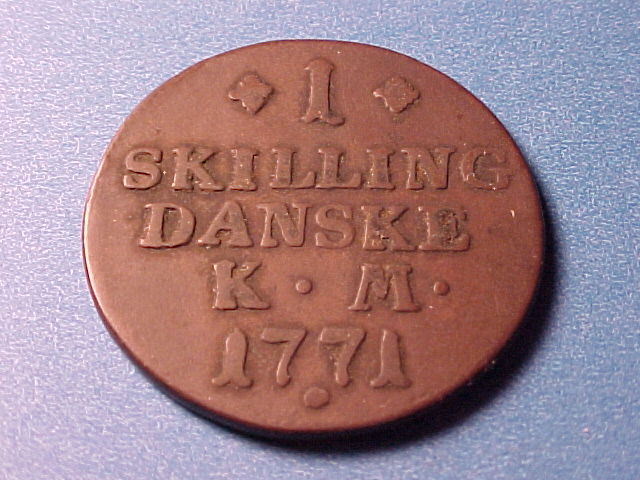 1
SKILLING
DANSKE
K · M ·
1771